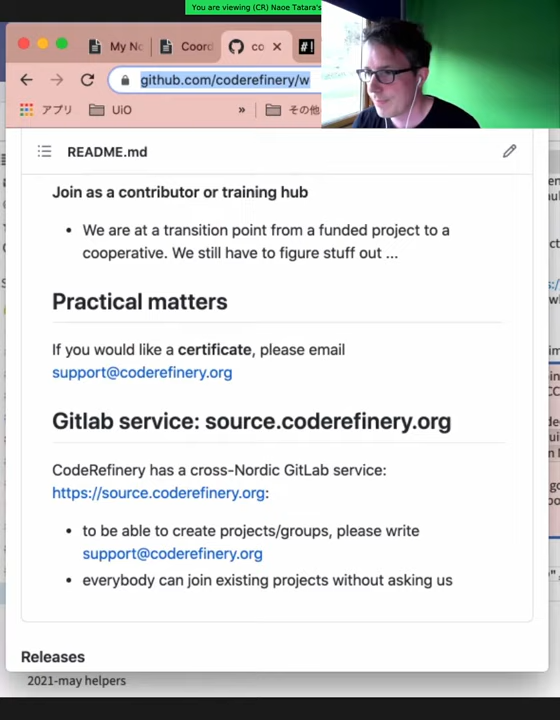 You are viewing (CR) Naoe Tatara's
My No
Coord
co
#!
github.com/coderefinery/w
アプリ
UiO
»
その他
README.md
Join as a contributor or training hub
• We are at a transition point from a funded project to a
cooperative. We still have to figure stuff out ...
Practical matters
If you would like a certificate, please email
support@coderefinery.org
Gitlab service: source.coderefinery.org
CodeRefinery has a cross-Nordic GitLab service:
https://source.coderefinery.org:
• to be able to create projects/groups, please write
support@coderefinery.org
• everybody can join existing projects without asking us
Releases
2021-may helpers